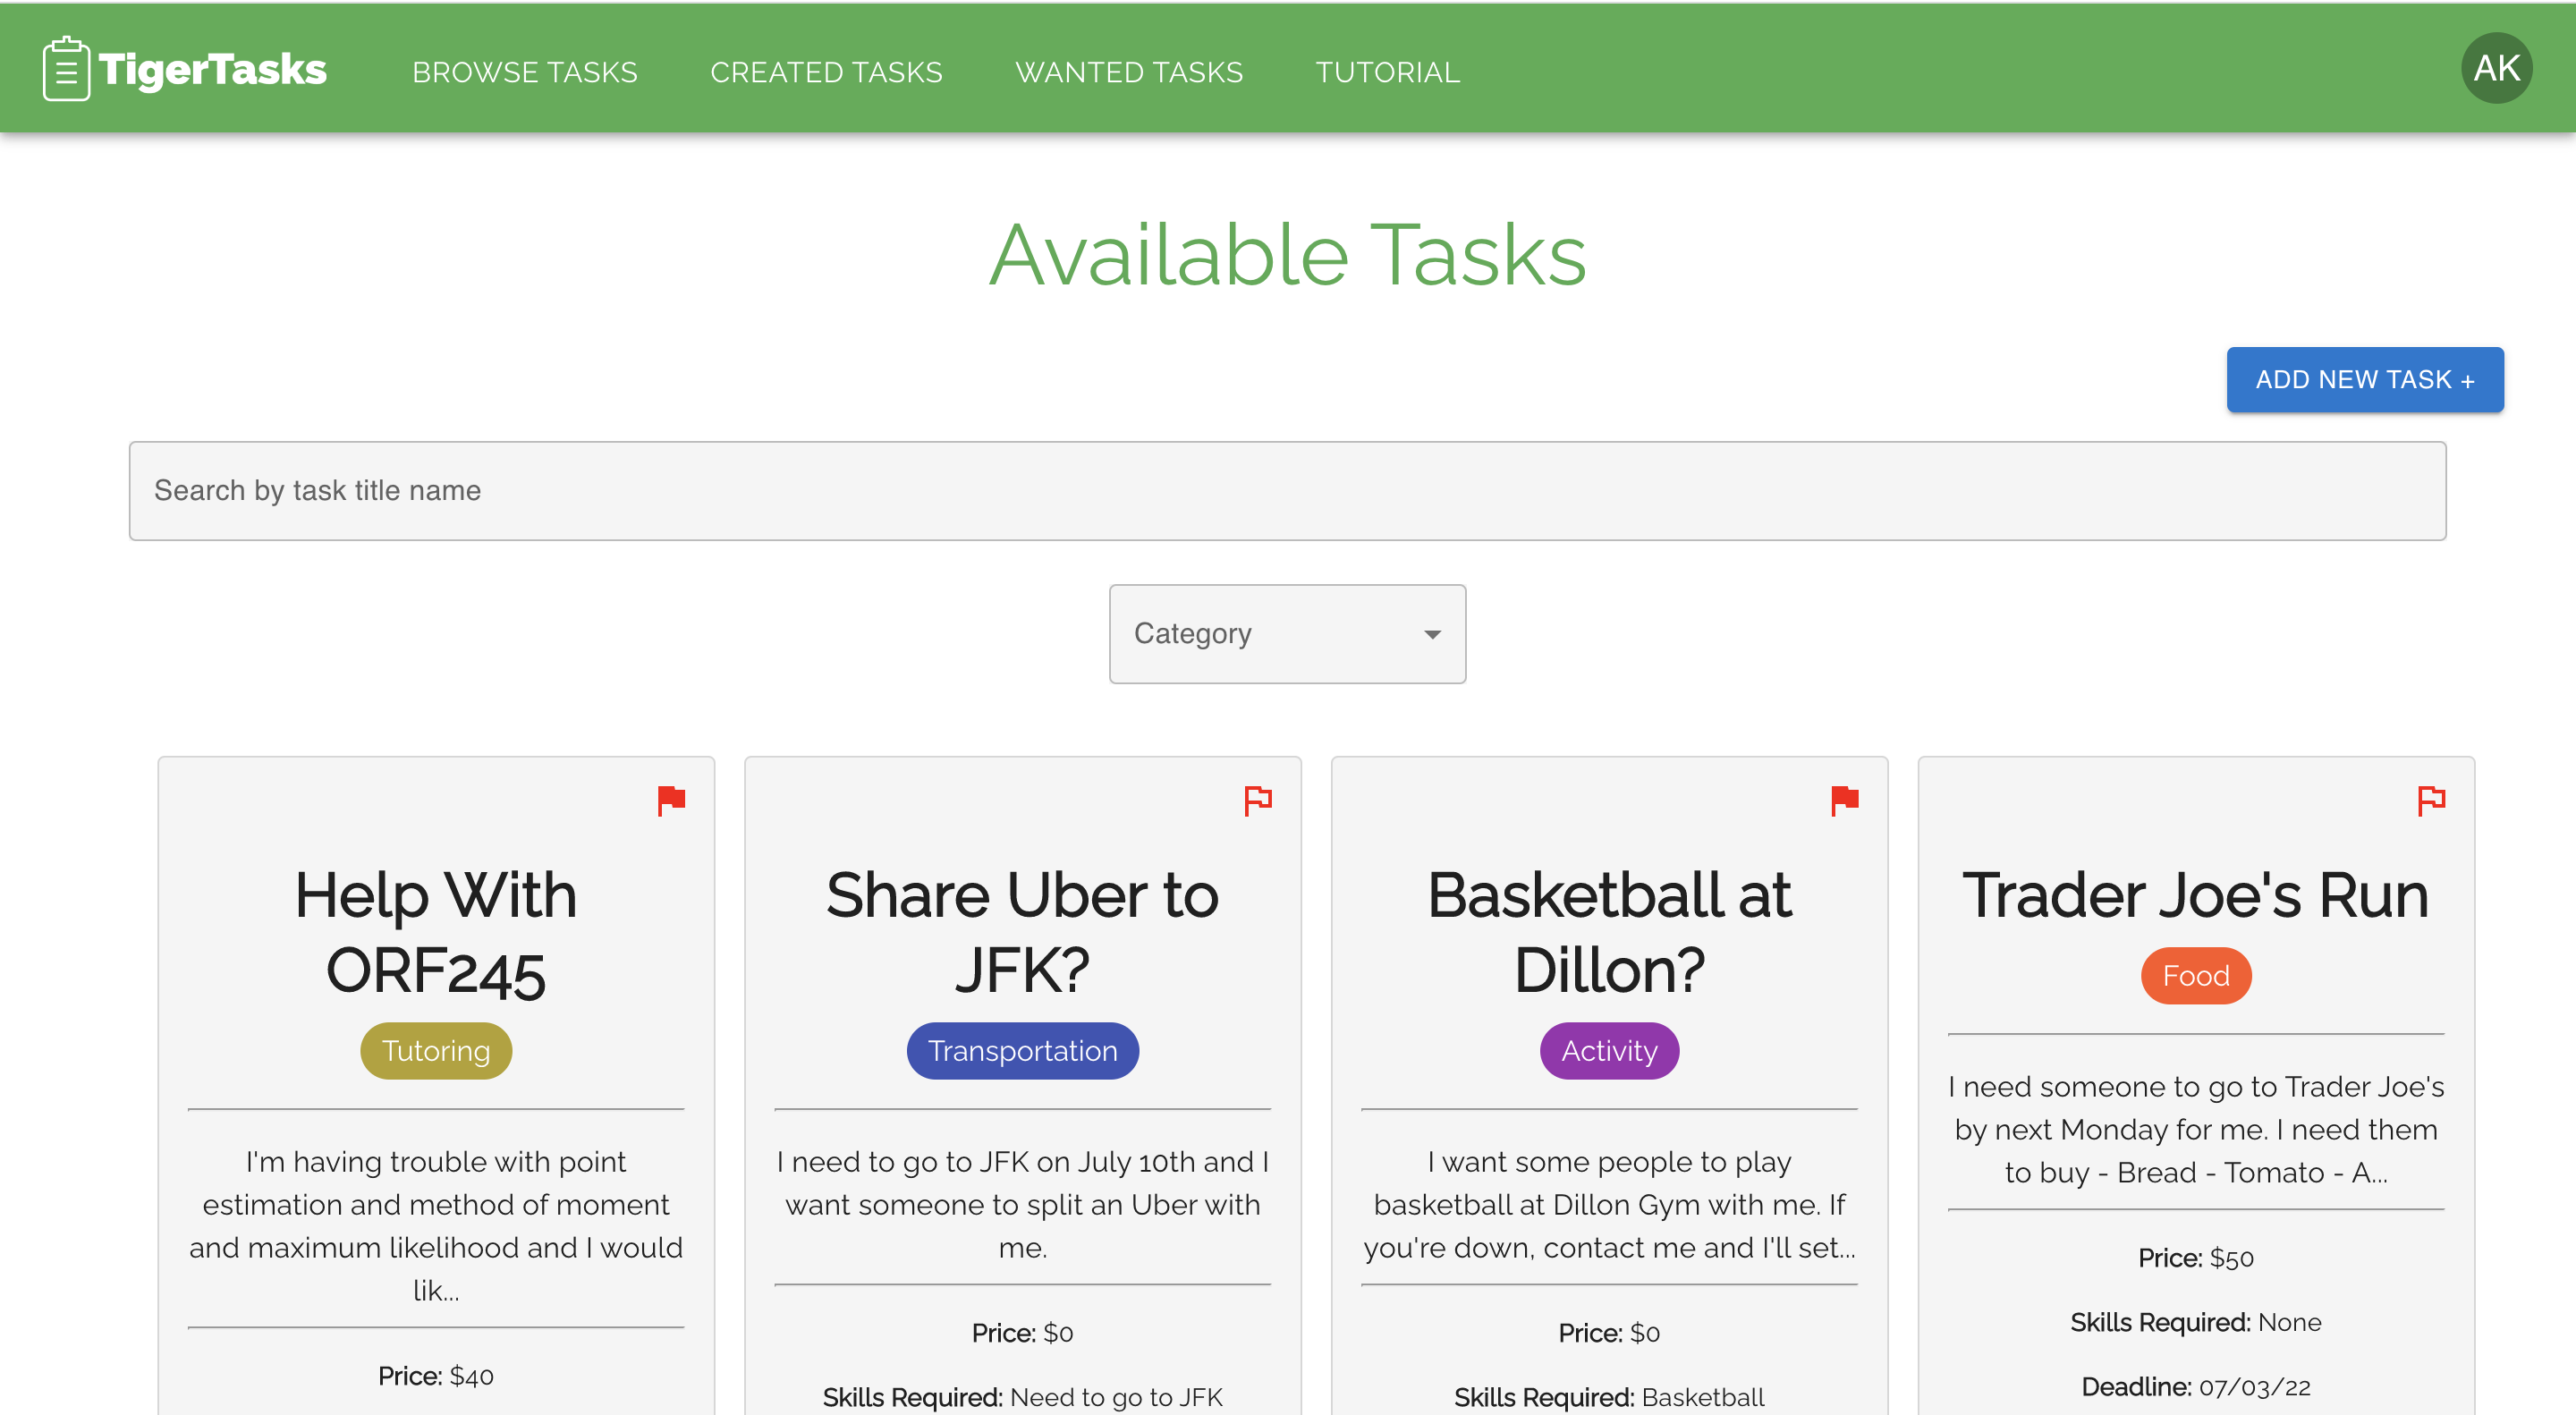 TigerTasks
BROWSE TASKS
CREATED TASKS
WANTED TASKS
TUTORIAL
AK
Available Tasks
ADD NEW TASK +
Search by task title name
Category
Help With
ORF245
Tutoring
I'm having trouble with point
estimation and method of moment
and maximum likelihood and I would
lik...
Price: $40
Share Uber to
JFK?
Transportation
I need to go to JFK on July 10th and I
want someone to split an Uber with
me.
Price: $0
Skills Required: Need to go to JFK
Basketball at
Dillon?
Activity
I want some people to play
basketball at Dillon Gym with me. If
you're down, contact me and I'll set...
Price: $0
Skills Required: Basketball
Trader Joe's Run
Food
I need someone to go to Trader Joe's
by next Monday for me. I need them
to buy - Bread - Tomato - A...
Price: $50
Skills Required: None
Deadline: 07/03/22